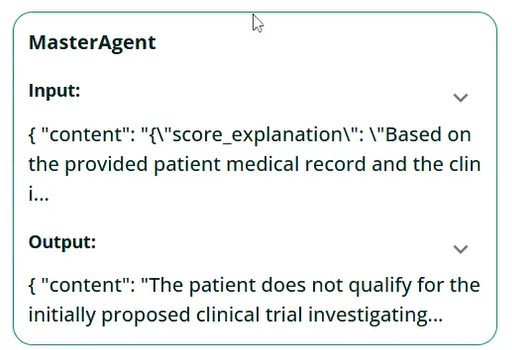 MasterAgent
Input:
{ "content": "{\"score_explanation\": \"Based on
the provided patient medical record and the clin
i...
Output:
{ "content": "The patient does not qualify for the
initially proposed clinical trial investigating...